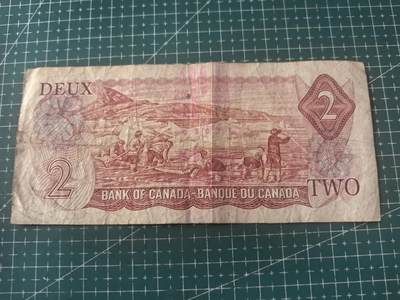 DEUX
2
2
BANK OF CANADA-BANQUE DU CANADA
TWO